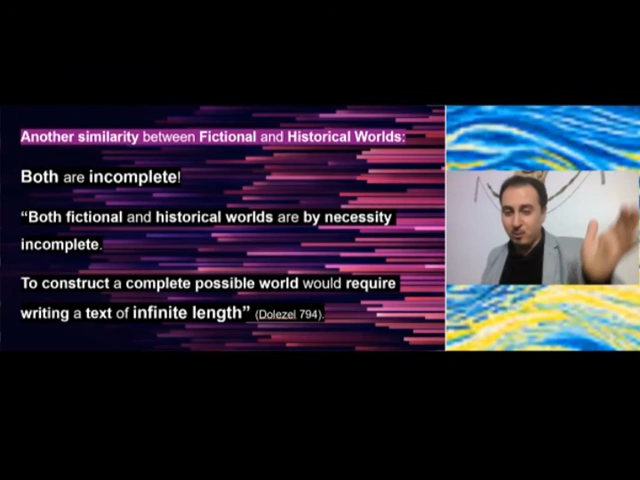 Another similarity between Fictional and Historical Worlds:
Both are incomplete!
“Both fictional and historical worlds are by necessity
incomplete.
To construct a complete possible world would require
writing a text of infinite length” (Dolezel 794).